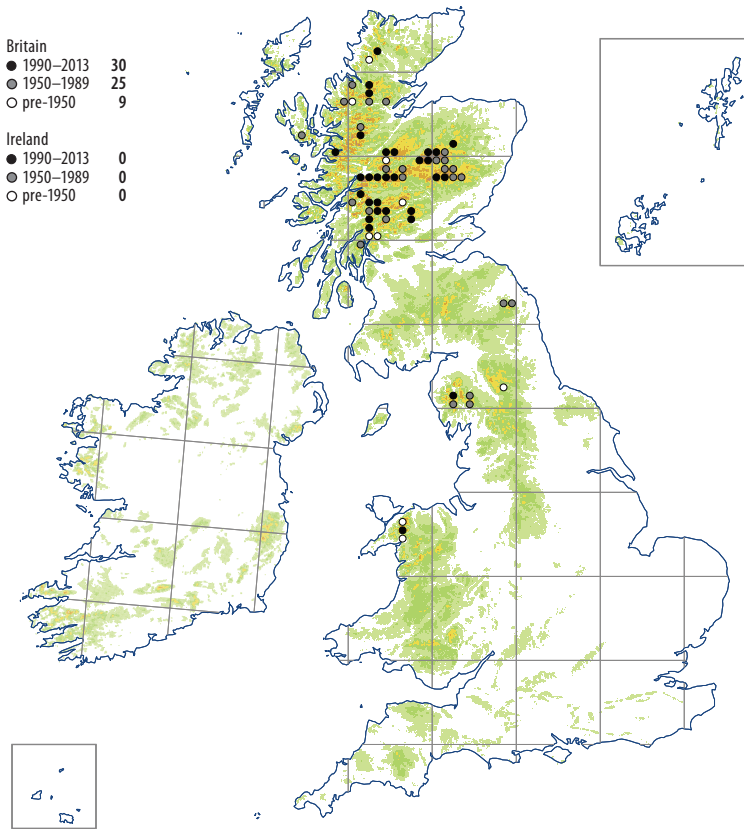 Britain
● 1990–2013 30
● 1950–1989 25
○ pre-1950 9
Ireland
● 1990–2013 0
● 1950–1989 0
○ pre-1950 0